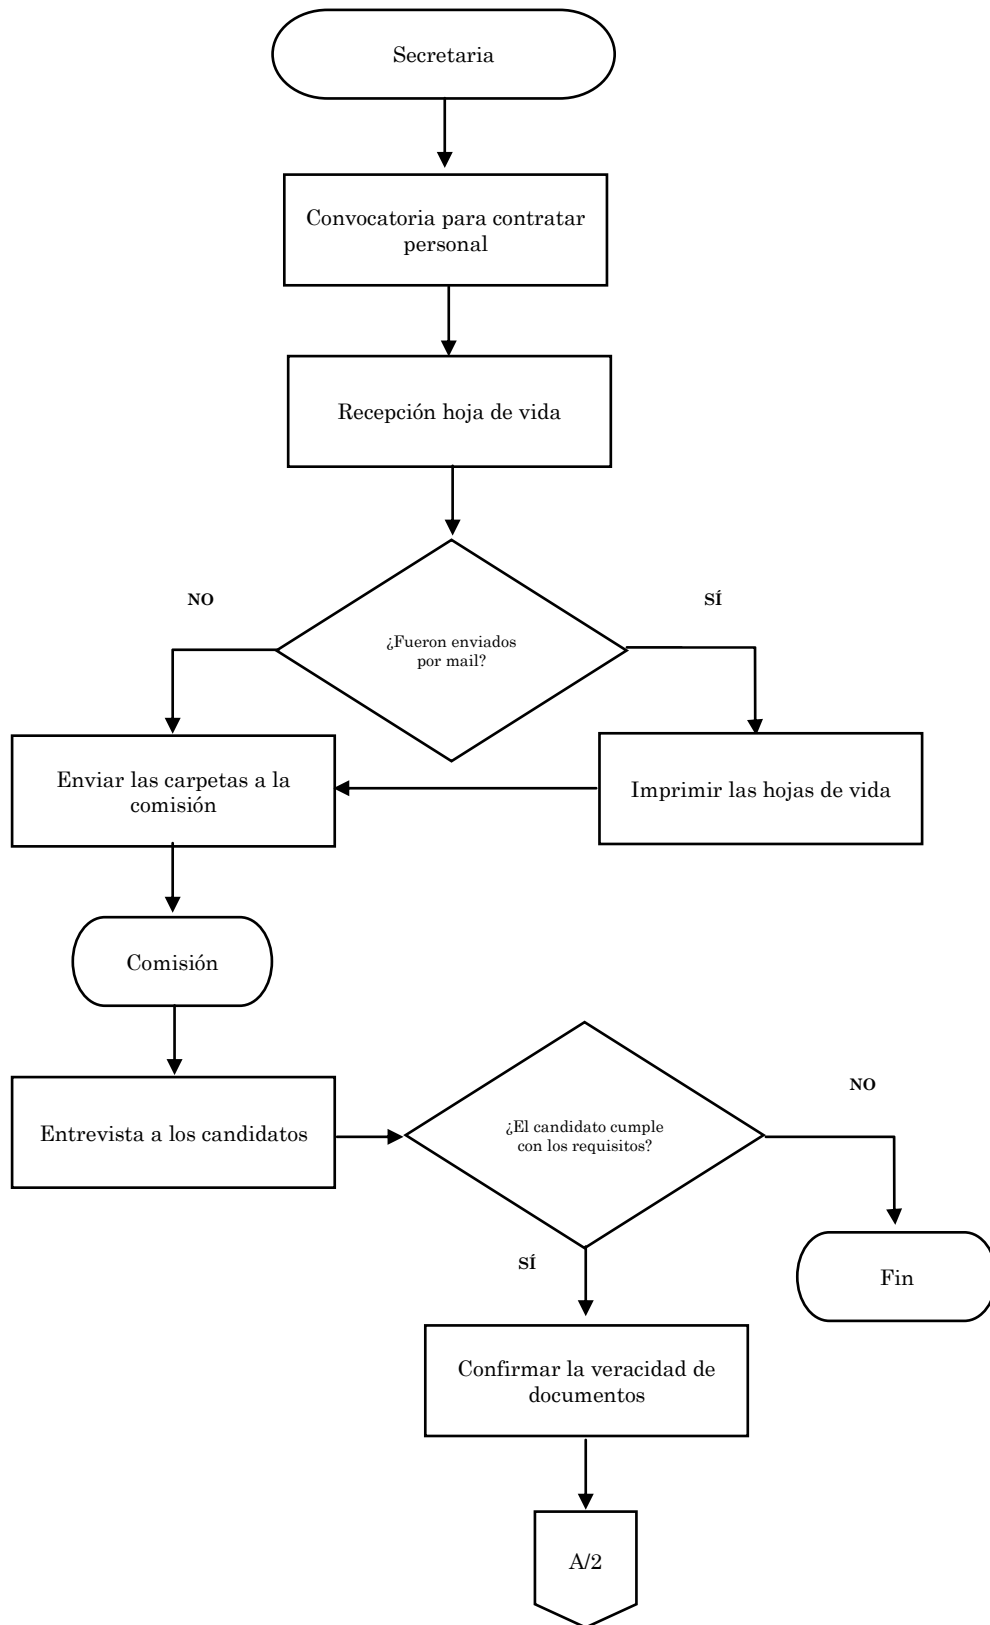 Secretaria
Convocatoria para contratar
personal
Recepción hoja de vida
NO
SÍ
¿Fueron enviados
por mail?
Enviar las carpetas a la
comisión
Imprimir las hojas de vida
Comisión
Entrevista a los candidatos
¿El candidato cumple
con los requisitos?
NO
SÍ
Fin
Confirmar la veracidad de
documentos
A/2